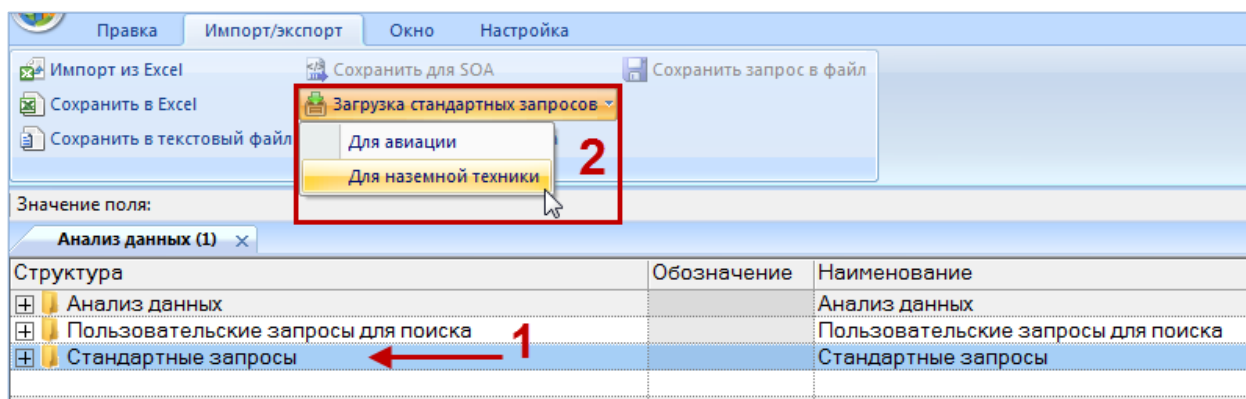 Правка Импорт/экспорт Окно Настройка
Импорт из Excel Сохранить для SOA Сохранить запрос в файл
Сохранить в Excel Загрузка стандартных запросов
Сохранить в текстовый файл Для авиации 2
Для наземной техники
Значение поля:
Анализ данных (1)
Структура Обозначение Наименование
Анализ данных Анализ данных
Пользовательские запросы для поиска Пользовательские запросы для поиска
Стандартные запросы 1 Стандартные запросы